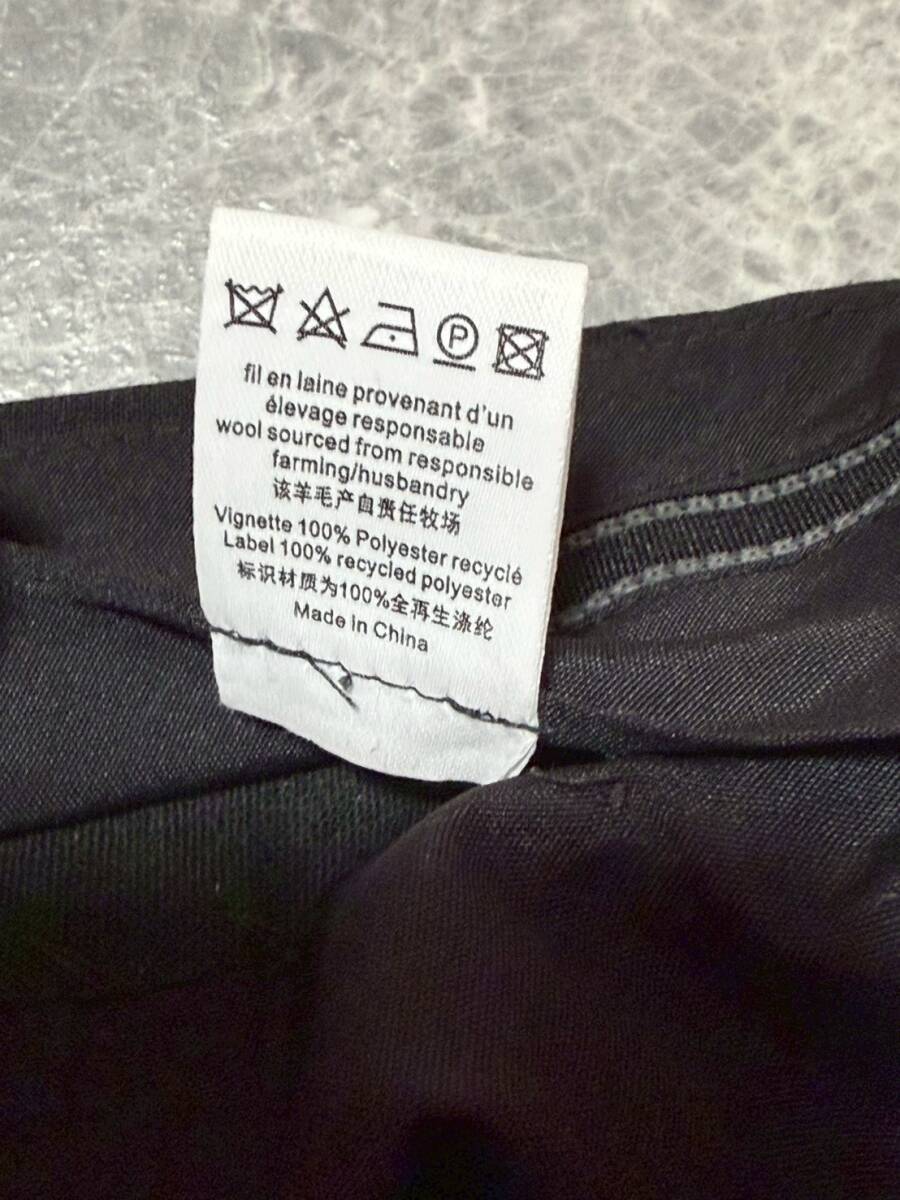 P
fil en laine provenant d'un
élevage responsable
wool sourced from responsible
farming/husbandry
该羊毛产自责任牧场
Vignette 100% Polyester recyclé
Label 100% recycled polyester
标识材质为100%全再生涤纶
Made in China